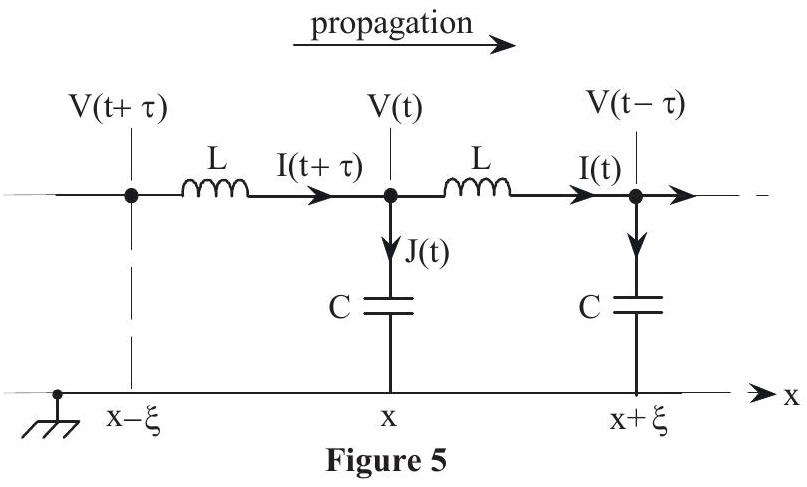 propagation
V(t+ τ) V(t) V(t− τ)
L I(t+ τ) L I(t)
J(t)
C C
x
x−ξ x x+ξ
Figure 5